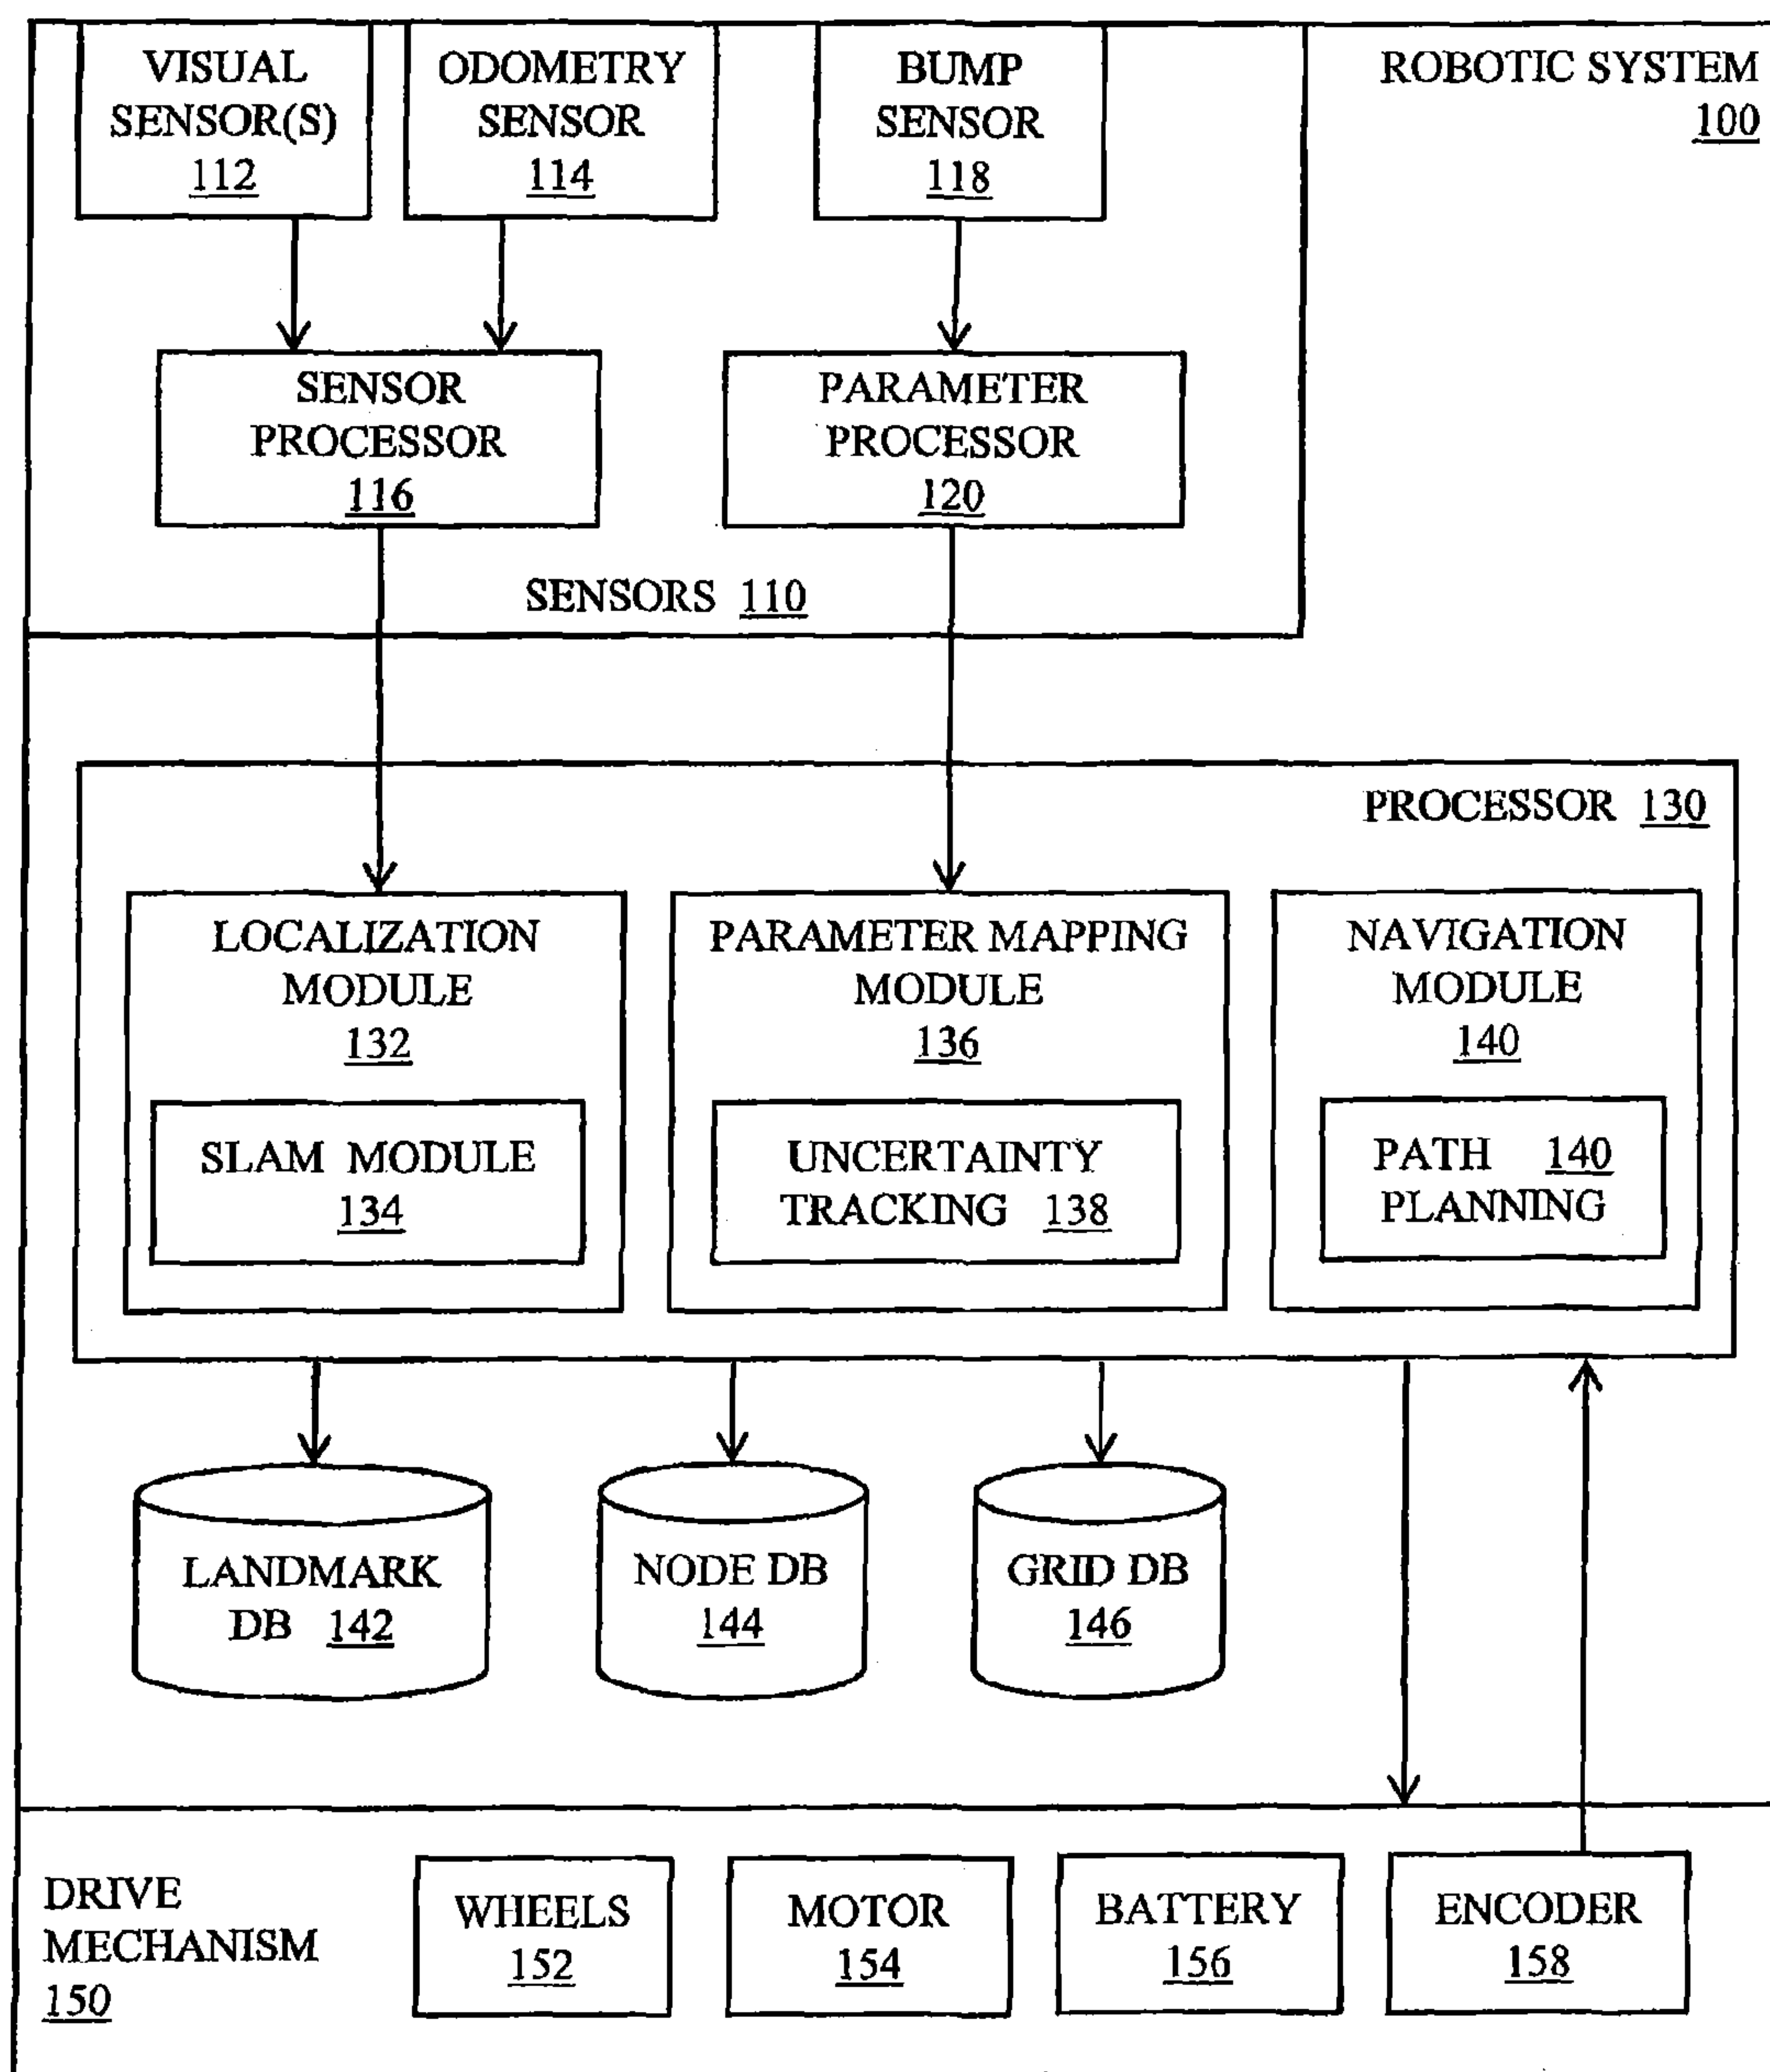 VISUAL
SENSOR(S)
112
ODOMETRY
SENSOR
114
BUMP
SENSOR
118
ROBOTIC SYSTEM
100
SENSOR
PROCESSOR
116
PARAMETER
PROCESSOR
120
SENSORS 110
PROCESSOR 130
LOCALIZATION
MODULE
132
SLAM MODULE
134
PARAMETER MAPPING
MODULE
136
UNCERTAINTY
TRACKING 138
NAVIGATION
MODULE
140
PATH 140
PLANNING
LANDMARK
DB 142
NODE DB
144
GRID DB
146
DRIVE
MECHANISM
150
WHEELS
152
MOTOR
154
BATTERY
156
ENCODER
158